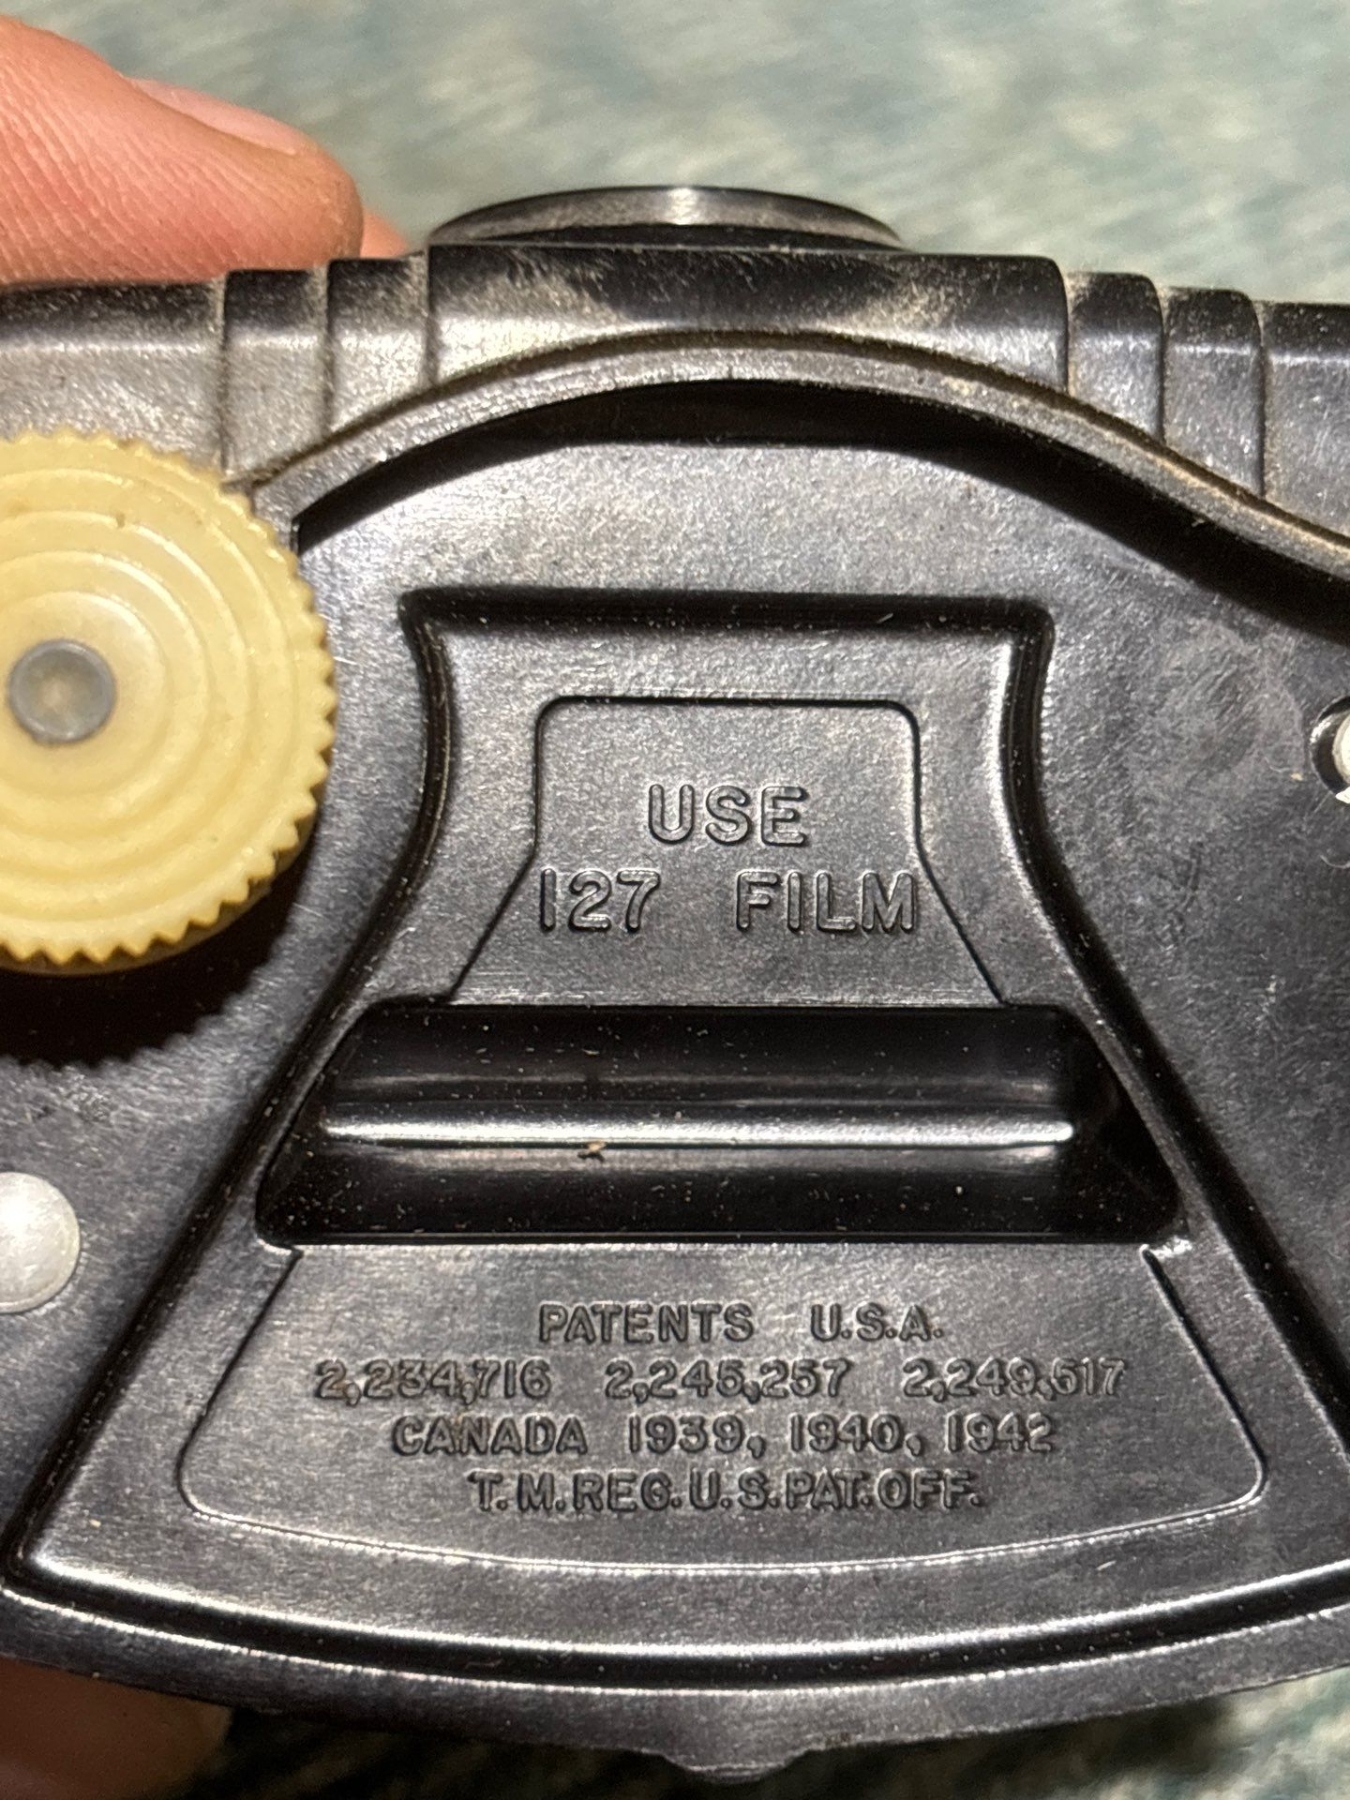 USE
127 FILM
PATENTS U.S.A.
2,234,716 2,245,257 2,249,517
CANADA 1939, 1940, 1942
T.M.REG.U.S.PAT.OFF.